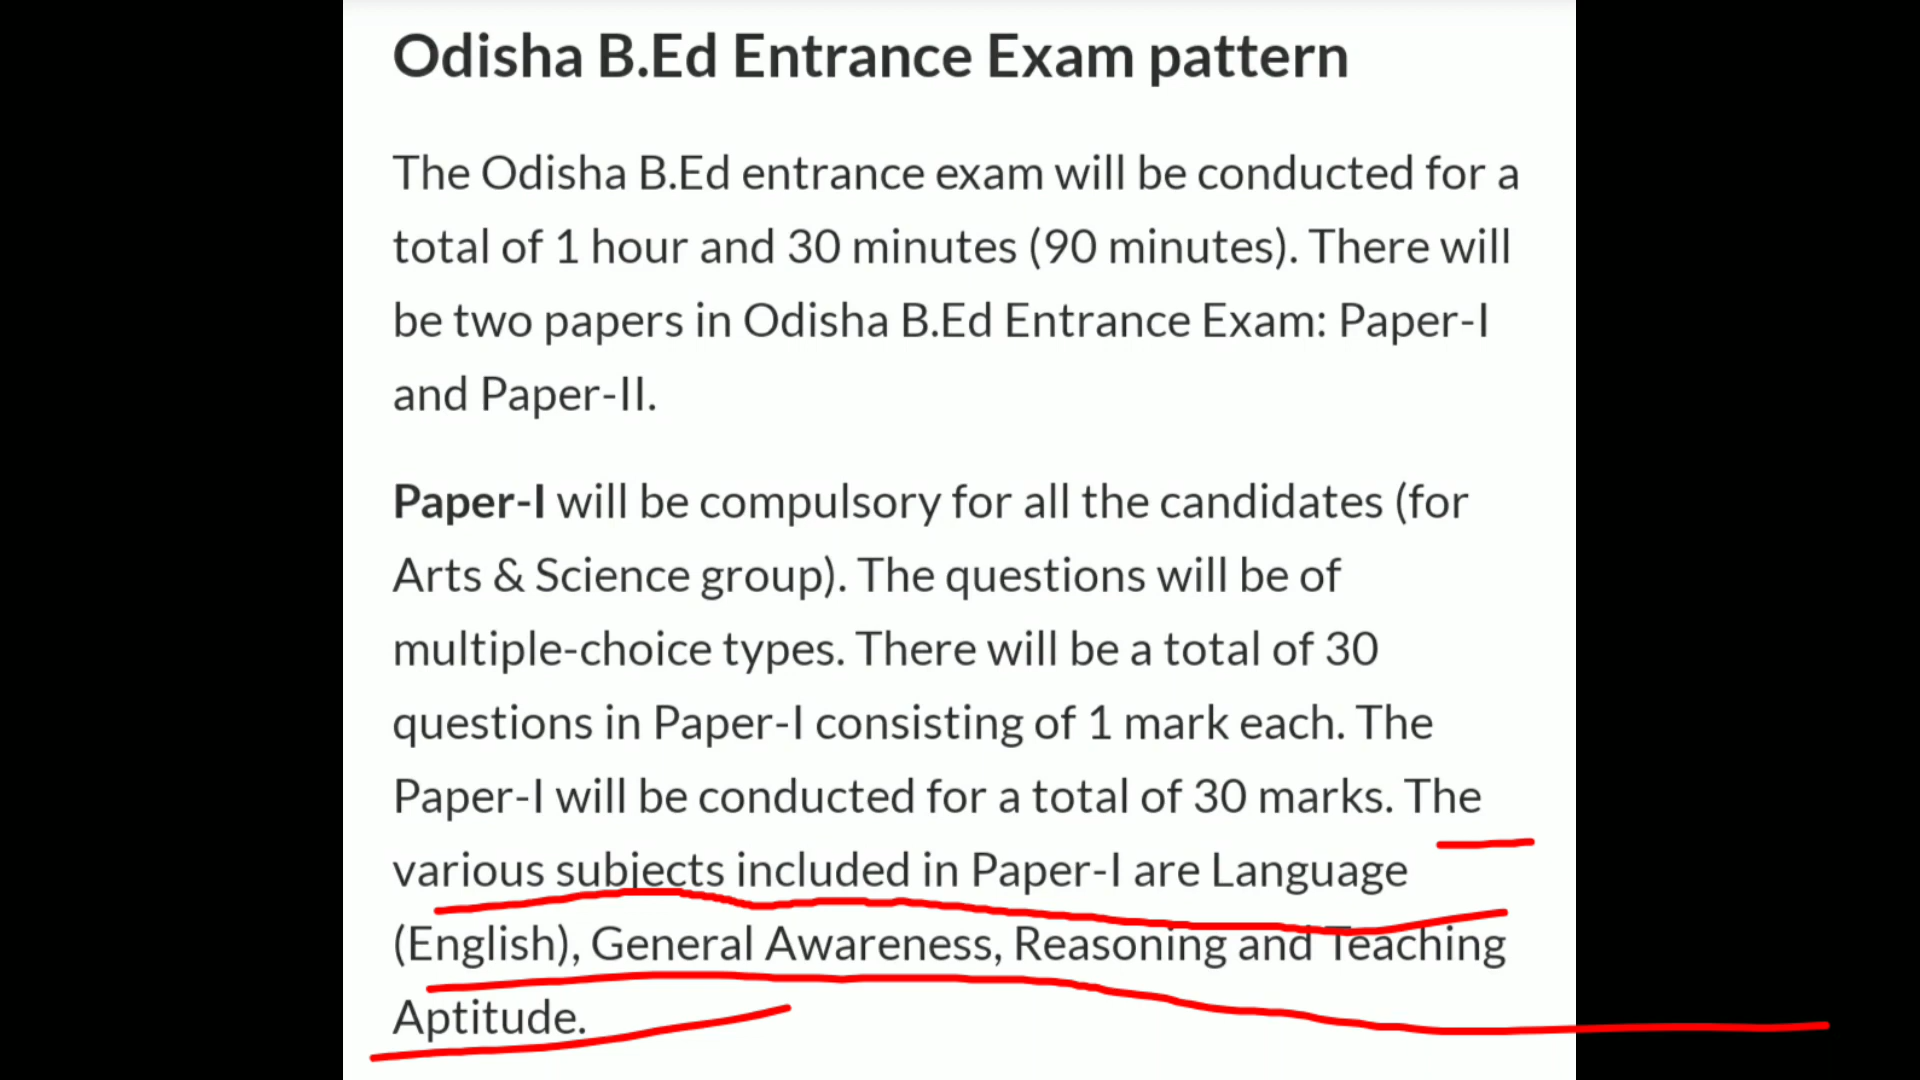 Odisha B.Ed Entrance Exam pattern
The Odisha B.Ed entrance exam will be conducted for a
total of 1 hour and 30 minutes (90 minutes). There will
be two papers in Odisha B.Ed Entrance Exam: Paper-I
and Paper-II.
Paper-I will be compulsory for all the candidates (for
Arts & Science group). The questions will be of
multiple-choice types. There will be a total of 30
questions in Paper-I consisting of 1 mark each. The
Paper-I will be conducted for a total of 30 marks. The
various subjects included in Paper-I are Language
(English), General Awareness, Reasoning and Teaching
Aptitude.